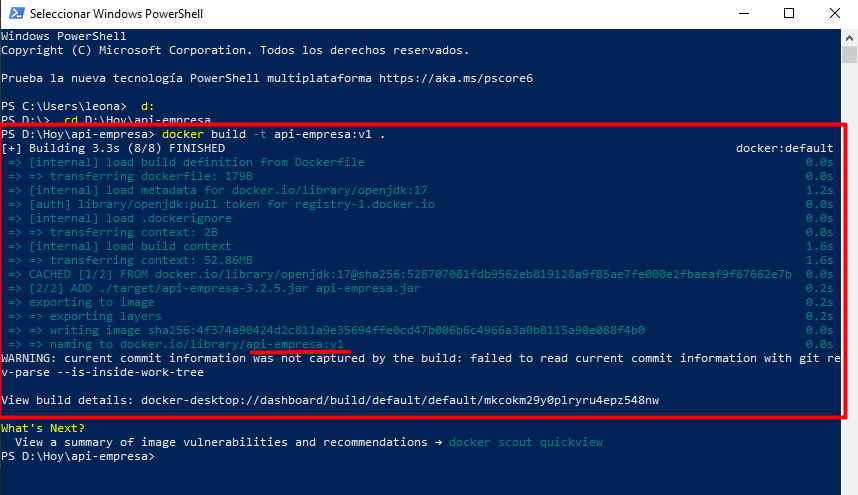 Seleccionar Windows PowerShell
Windows PowerShell
Copyright (C) Microsoft Corporation. Todos los derechos reservados.
Prueba la nueva tecnología PowerShell multiplataforma https://aka.ms/pscore6
PS C:\Users\leona> d:
PS D:\> cd D:\Hoy\api-empresa
PS D:\Hoy\api-empresa> docker build -t api-empresa:v1 .
[+] Building 3.3s (8/8) FINISHED docker:default
=> [internal] load build definition from Dockerfile 0.0s
=> => transferring dockerfile: 179B 0.0s
=> [internal] load metadata for docker.io/library/openjdk:17 1.2s
=> [auth] library/openjdk:pull token for registry-1.docker.io 0.0s
=> [internal] load .dockerignore 0.0s
=> => transferring context: 2B 0.0s
=> [internal] load build context 1.6s
=> => transferring context: 52.86MB 1.6s
=> CACHED [1/2] FROM docker.io/library/openjdk:17@sha256:528707081fdb9562eb819128a9f85ae7fe000e2fbaeaf9f87662e7b 0.0s
=> [2/2] ADD ./target/api-empresa-3.2.5.jar api-empresa.jar 0.2s
=> exporting to image 0.2s
=> => exporting layers 0.2s
=> => writing image sha256:4f374a90424d2c811a9e35694ffe0cd47b006b6c4966a3a0b8115a90e088f4b0 0.0s
=> => naming to docker.io/library/api-empresa:v1 0.0s
WARNING: current commit information was not captured by the build: failed to read current commit information with git re
v-parse --is-inside-work-tree
View build details: docker-desktop://dashboard/build/default/default/mkcokm29y0plryru4epz548nw
What's Next?
View a summary of image vulnerabilities and recommendations → docker scout quickview
PS D:\Hoy\api-empresa>